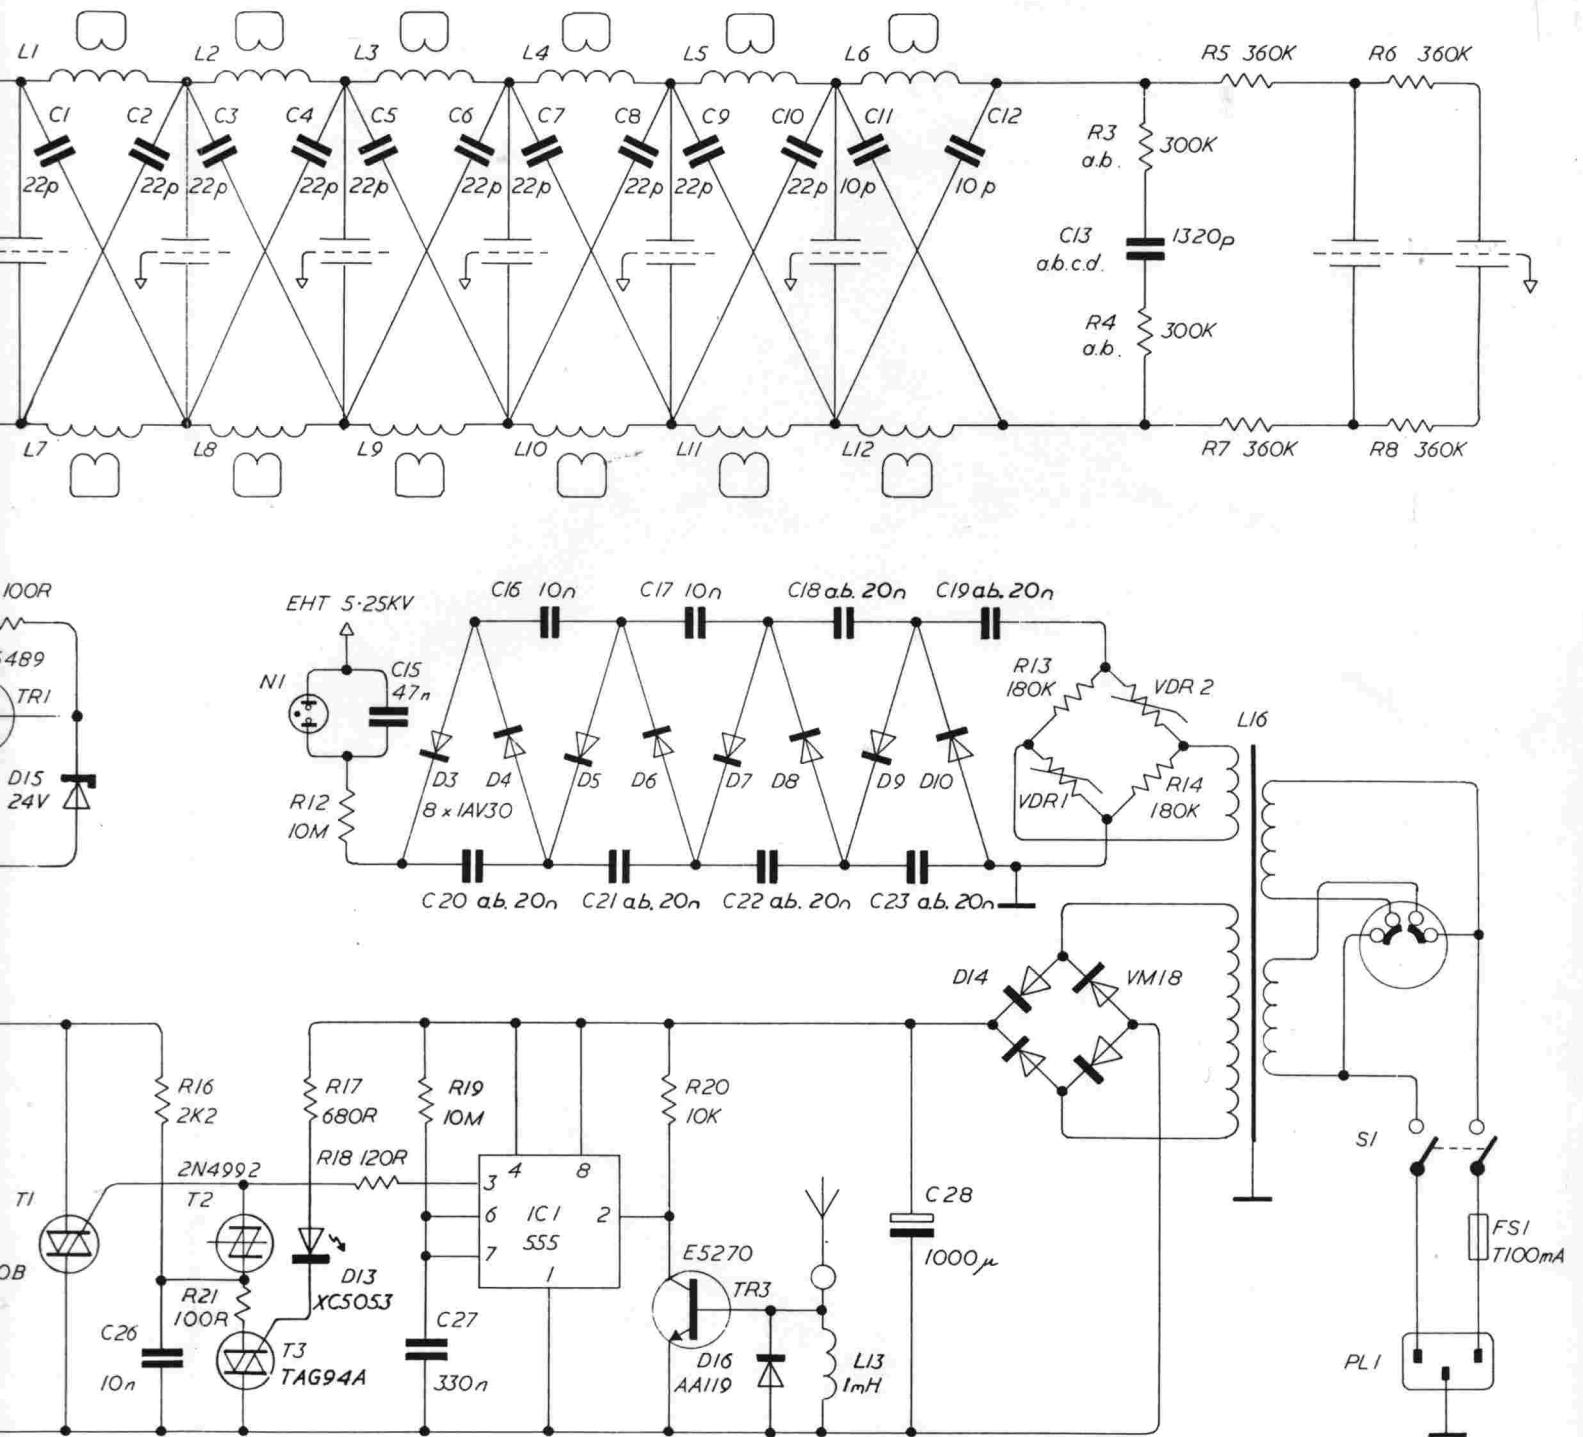 L1 L2 L3 L4 L5 L6 R5 360K R6 360K
C1 C2 C3 C4 C5 C6 C7 C8 C9 C10 C11 C12
22p 22p 22p 22p 22p 22p 22p 22p 22p 22p 10p 10p
R3 a.b. 300K
C13 a.b.c.d. 1320p
R4 a.b. 300K
L7 L8 L9 L10 L11 L12 R7 360K R8 360K
100R
EHT 5·25KV
C16 10n C17 10n C18 a.b. 20n C19 a.b. 20n
489
TR1
N1
C15
47n
R13
180K
VDR 2
L16
D15
24V
R12
10M
D3 D4 D5 D6 D7 D8 D9 D10
8 x 1AV30
VDR1
R14
180K
C20 a.b. 20n C21 a.b. 20n C22 a.b. 20n C23 a.b. 20n
D14 VM18
R16
2K2
R17
680R
R19
10M
R20
10K
S1
R18 120R
2N4992
T1
T2
4 8
3
6
7
IC1
555
2
1
C28
1000μ
FS1
T100mA
OB
E5270
TR3
D13
XC5053
R21
100R
C26
10n
T3
TAG94A
C27
330n
D16
AA119
L13
1mH
PL1